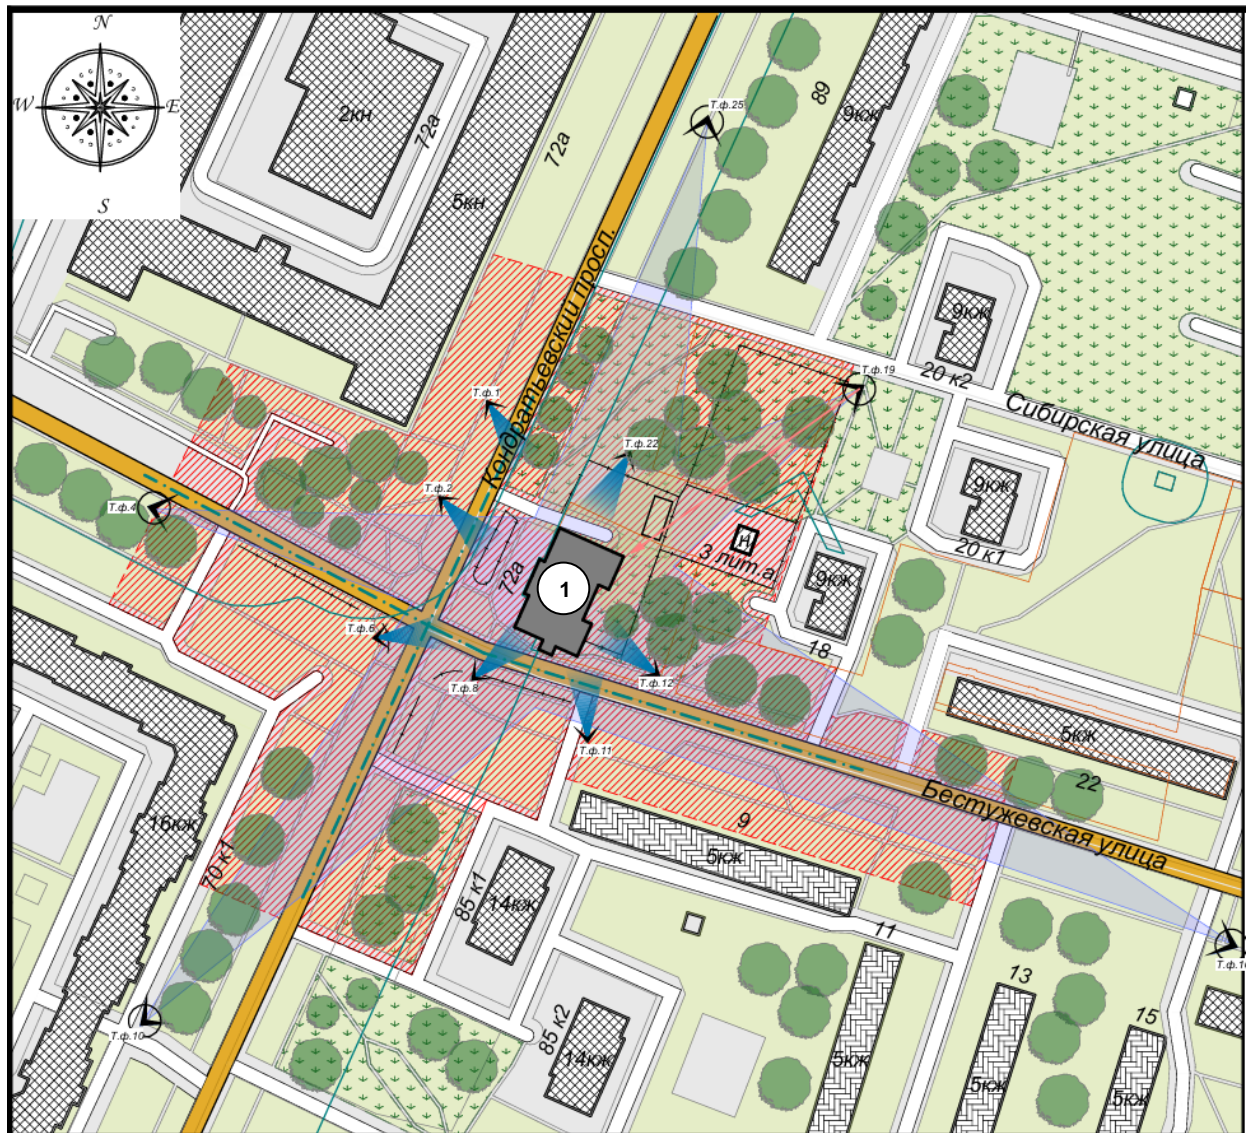 N
W
E
S
2кн
72а
5кн
72а
89
9кж
Т.ф.25
Кондратьевский просп.
9кж
20 к2
Сибирская улица
Т.ф.19
Т.ф.1
Т.ф.22
Т.ф.2
Т.ф.4
9кж
20 к1
Н
3 лит.а
9кж
72а
1
18
Т.ф.6
Т.ф.8
Т.ф.12
Т.ф.11
5кж
22
Бестужевская улица
9
5кж
16кж
70 к1
85 к1
14кж
11
13
15
Т.ф.10
85 к2
14кж
5кж
5кж
5кж